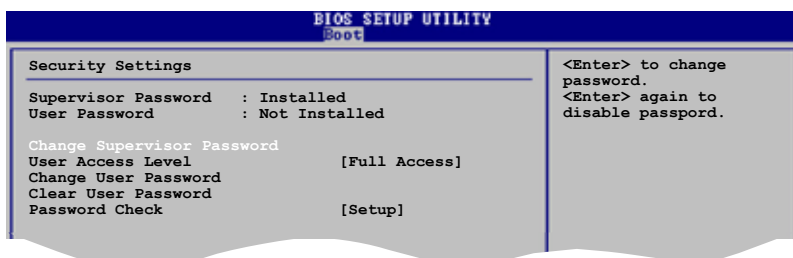 BIOS SETUP UTILITY
Boot
Security Settings
Supervisor Password : Installed
User Password : Not Installed
Change Supervisor Password
User Access Level [Full Access]
Change User Password
Clear User Password
Password Check [Setup]
<Enter> to change
password.
<Enter> again to
disable passpord.